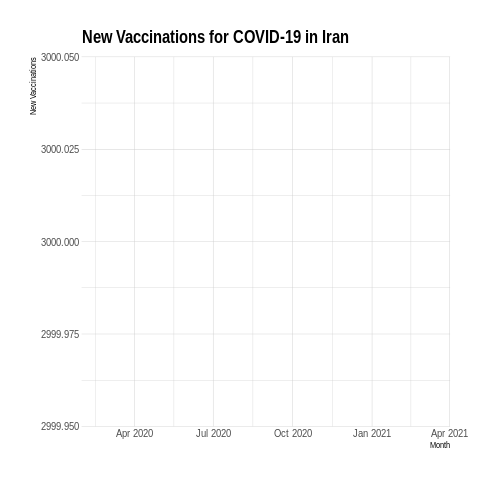 New Vaccinations for COVID-19 in Iran
New Vaccinations
3000.050
3000.025
3000.000
2999.975
2999.950
Apr 2020
Jul 2020
Oct 2020
Jan 2021
Apr 2021
Month